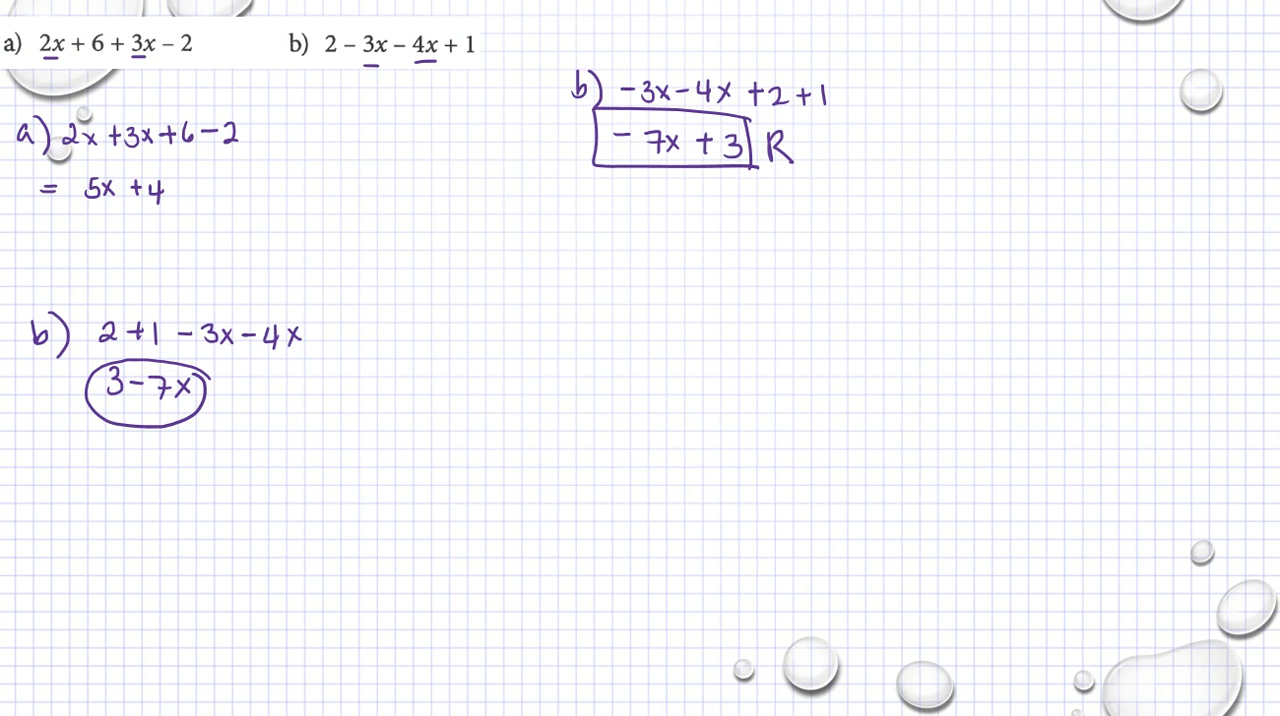 a) 2x + 6 + 3x − 2
b) 2 − 3x − 4x + 1
a) 2x + 3x + 6 − 2
= 5x + 4
b) −3x − 4x + 2 + 1
− 7x + 3 R
b) 2 + 1 − 3x − 4x
3 − 7x